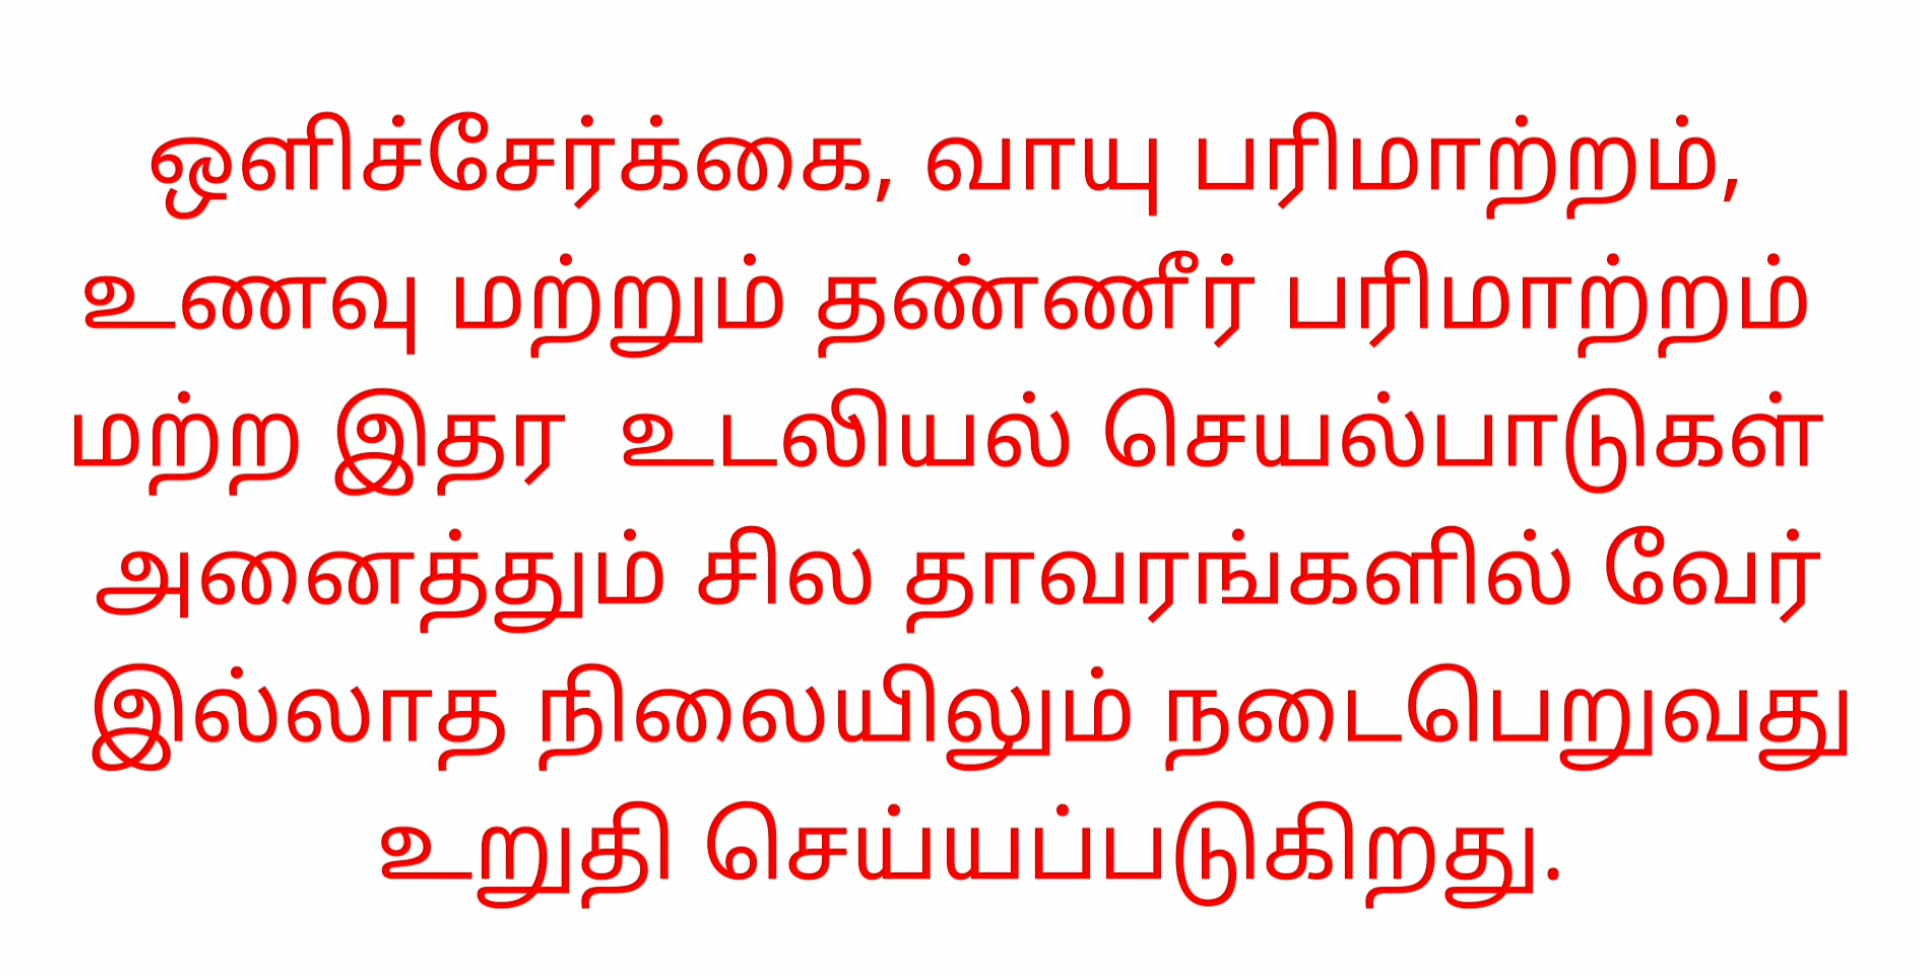 ஒளிச்சேர்க்கை, வாயு பரிமாற்றம்,
உணவு மற்றும் தண்ணீர் பரிமாற்றம்
மற்ற இதர உடலியல் செயல்பாடுகள்
அனைத்தும் சில தாவரங்களில் வேர்
இல்லாத நிலையிலும் நடைபெறுவது
உறுதி செய்யப்படுகிறது.